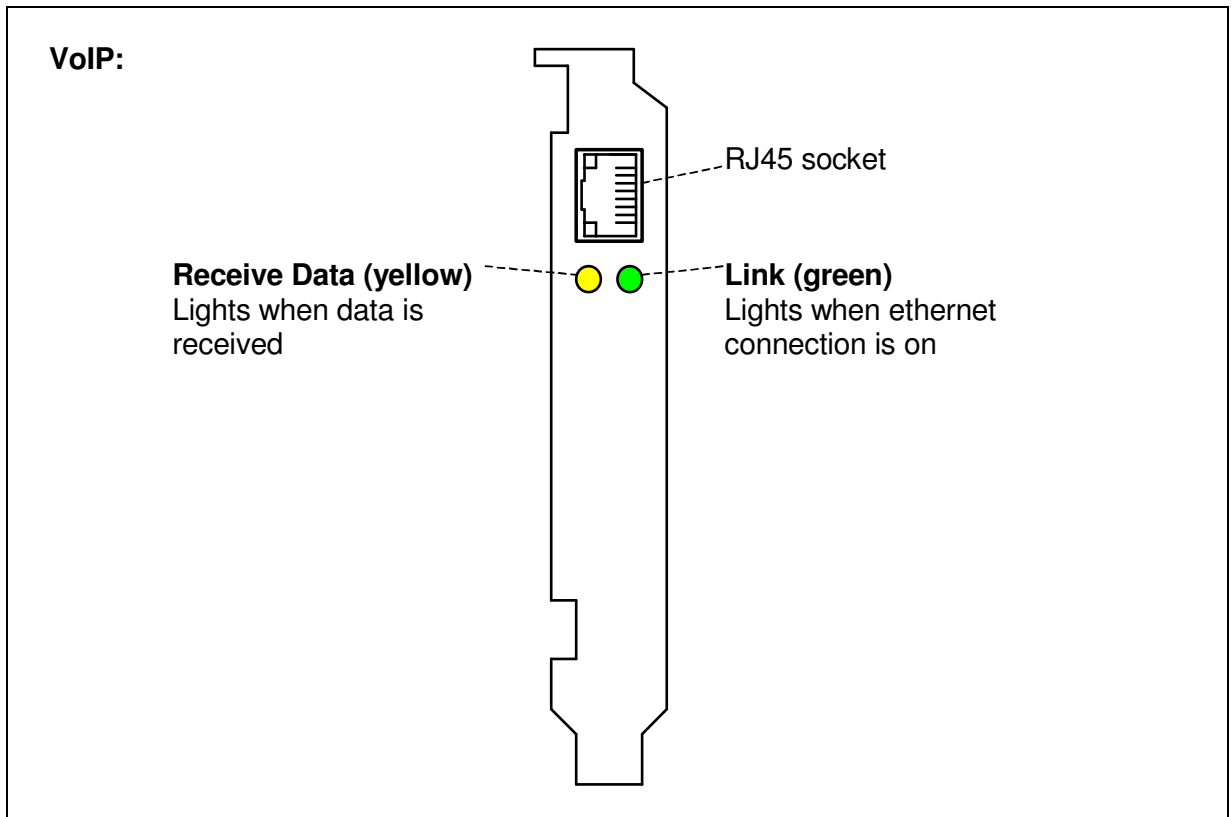 VoIP:
RJ45 socket
Receive Data (yellow)
Lights when data is
received
Link (green)
Lights when ethernet
connection is on